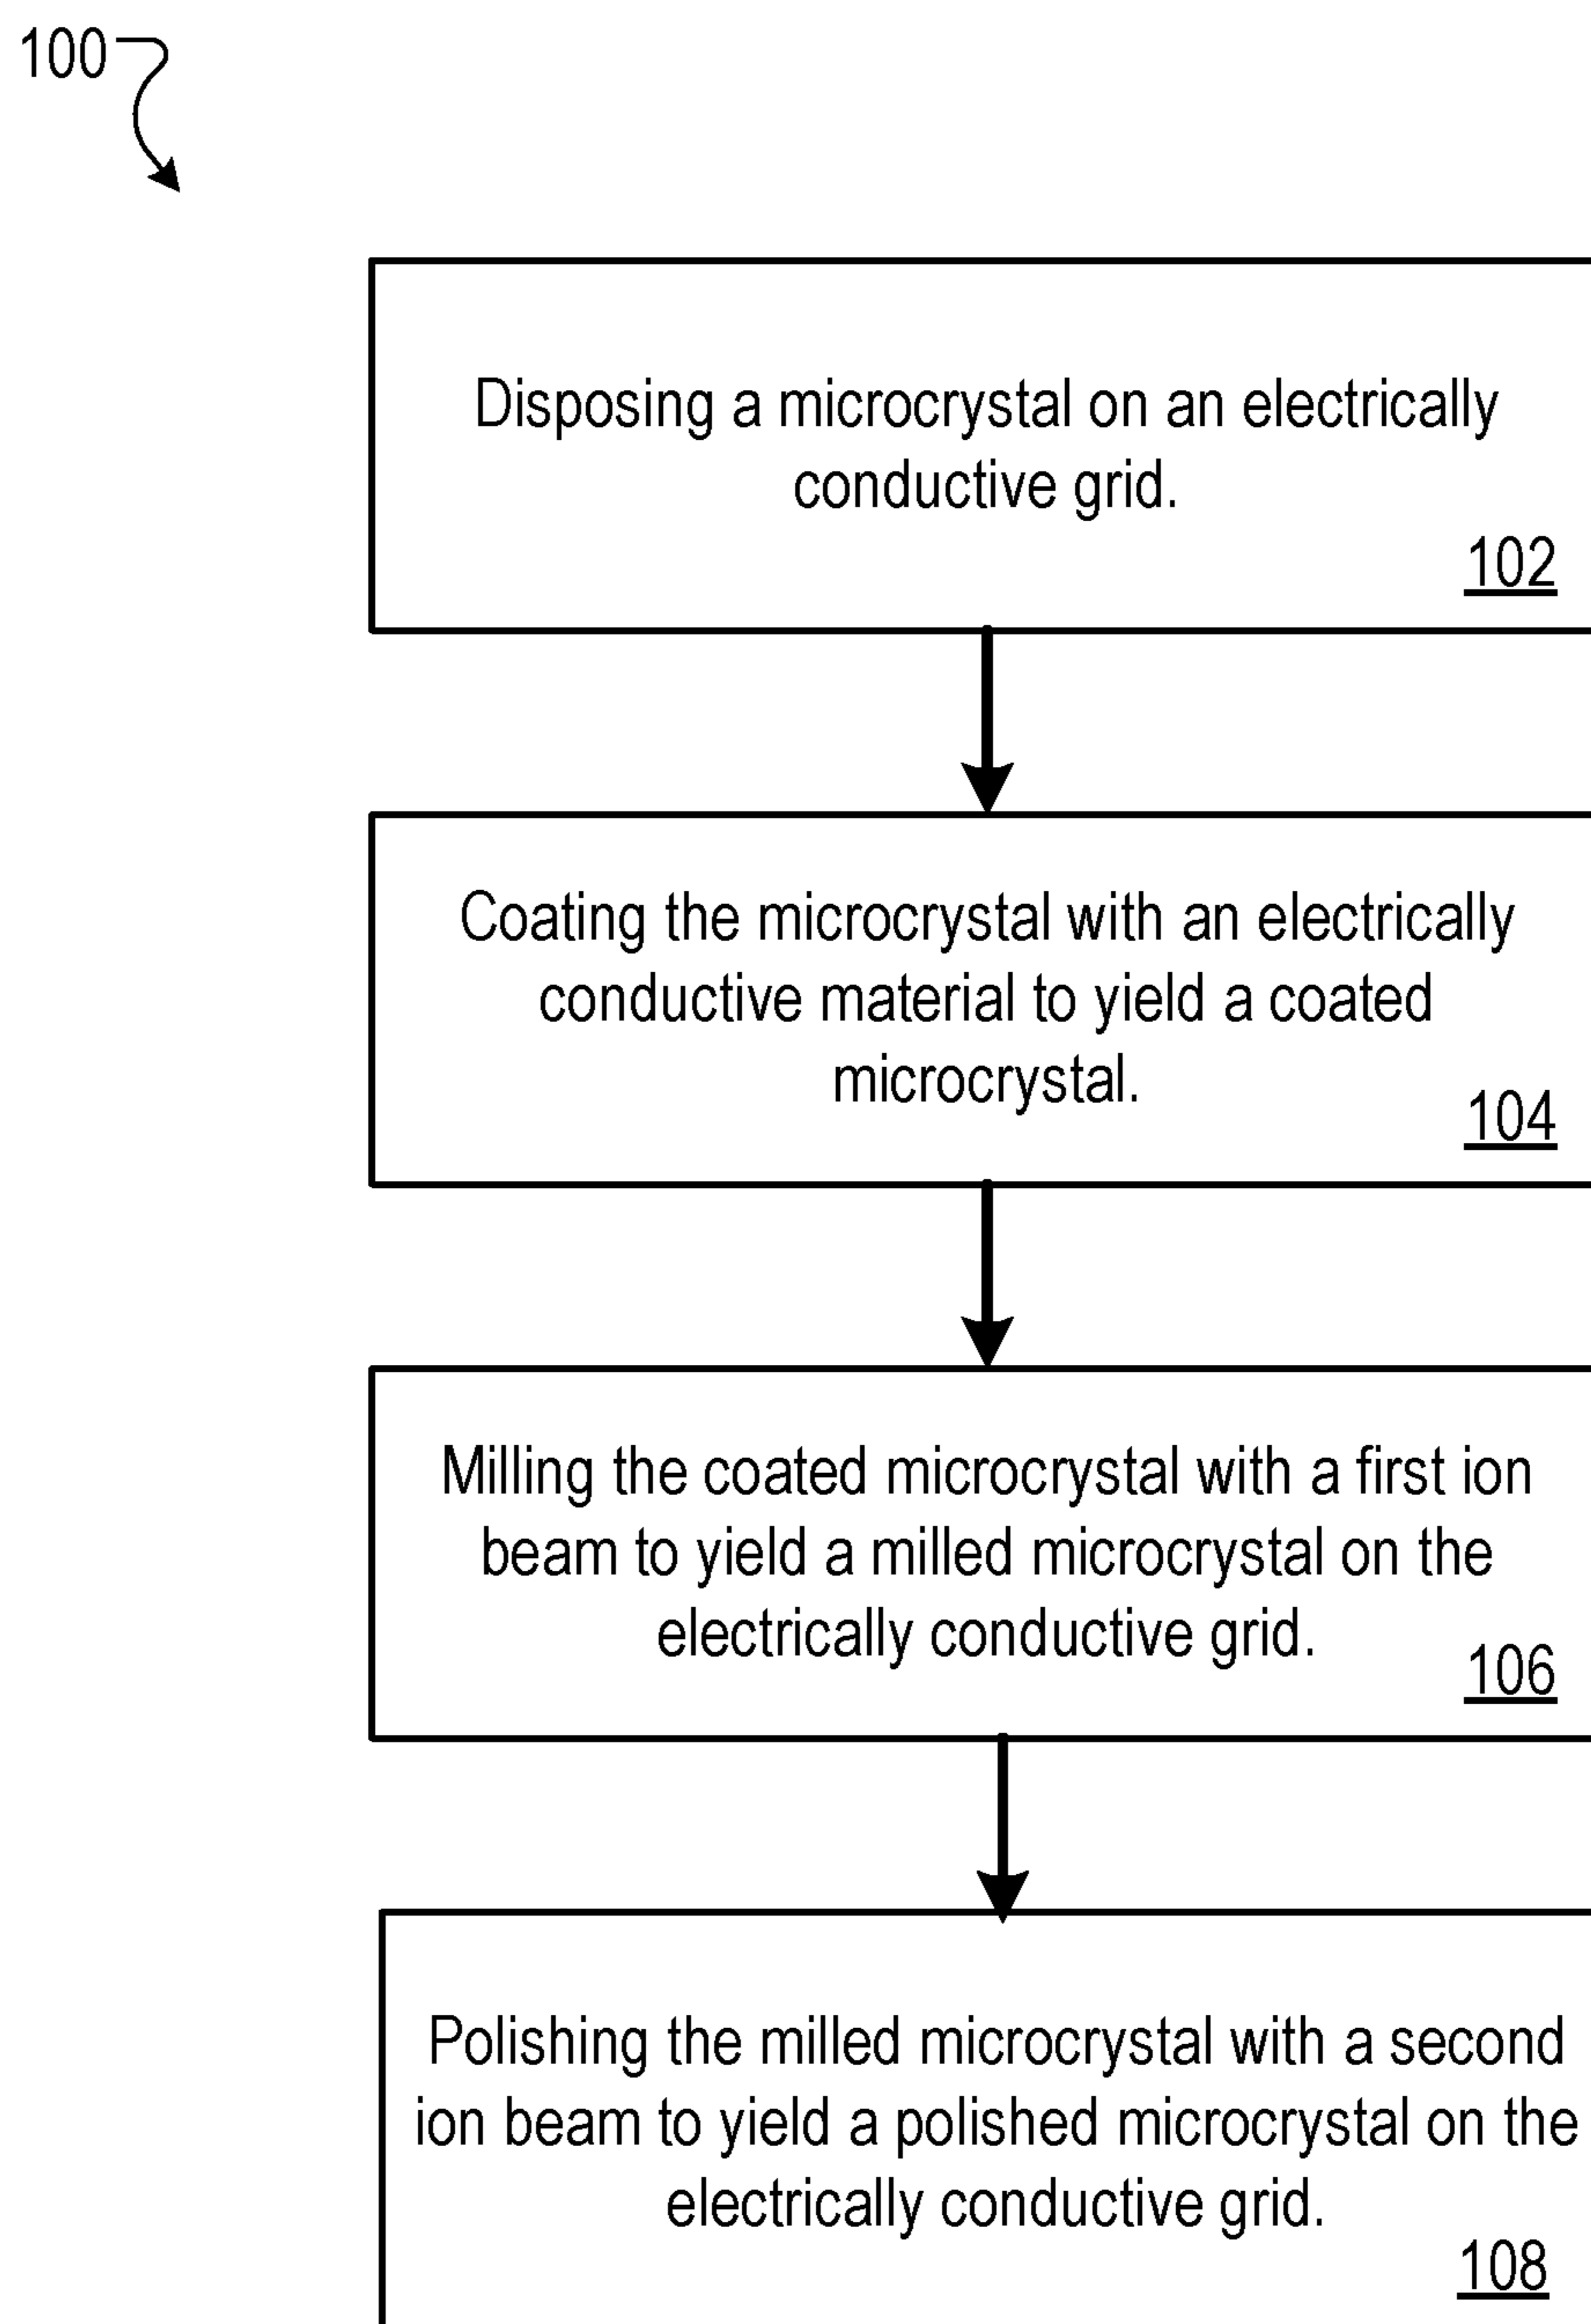 100
Disposing a microcrystal on an electrically
conductive grid.
102
Coating the microcrystal with an electrically
conductive material to yield a coated
microcrystal.
104
Milling the coated microcrystal with a first ion
beam to yield a milled microcrystal on the
electrically conductive grid.
106
Polishing the milled microcrystal with a second
ion beam to yield a polished microcrystal on the
electrically conductive grid.
108